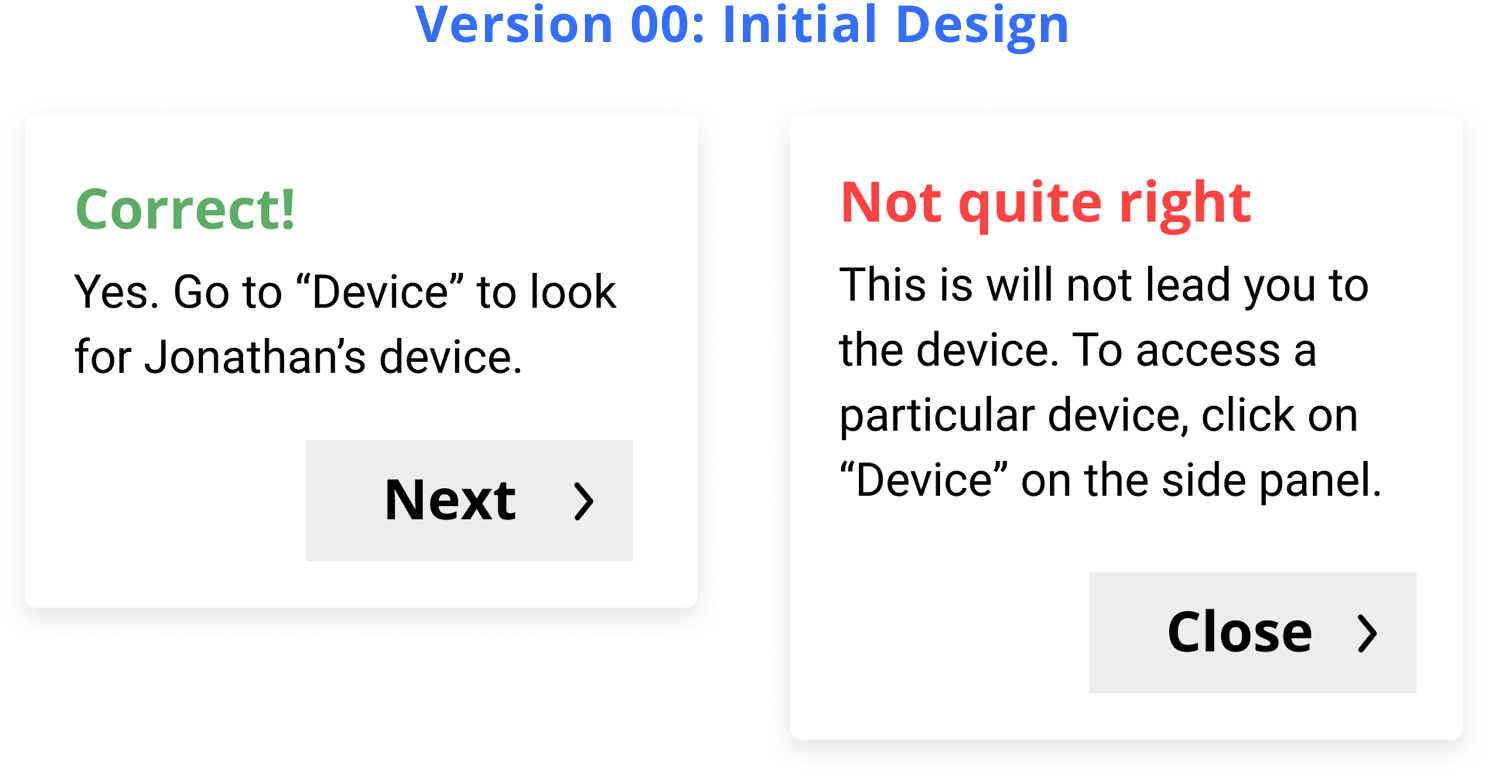 Version 00: Initial Design
Correct!
Yes. Go to “Device” to look
for Jonathan’s device.
Next
Not quite right
This is will not lead you to
the device. To access a
particular device, click on
“Device” on the side panel.
Close